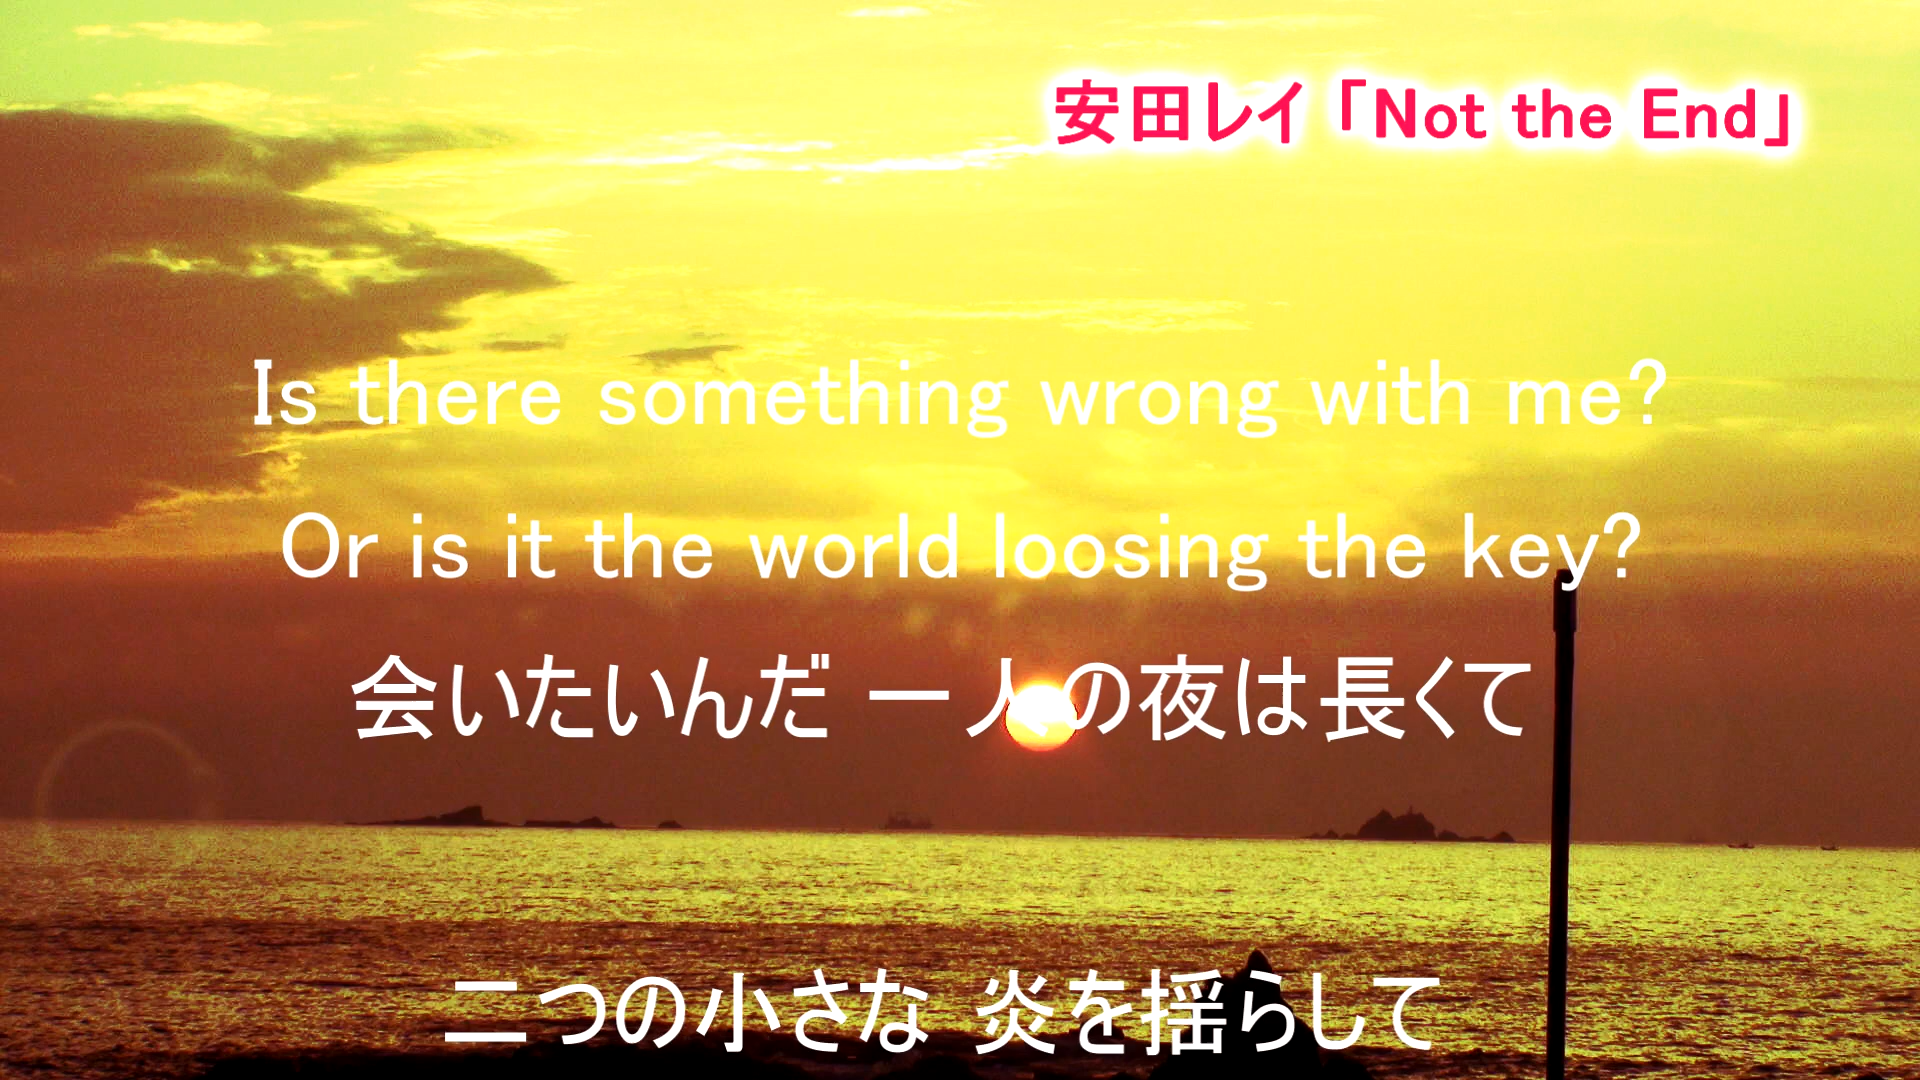 安田レイ「Not the End」
Is there something wrong with me?
Or is it the world loosing the key?
会いたいんだ 一人の夜は長くて
二つの小さな 炎を揺らして